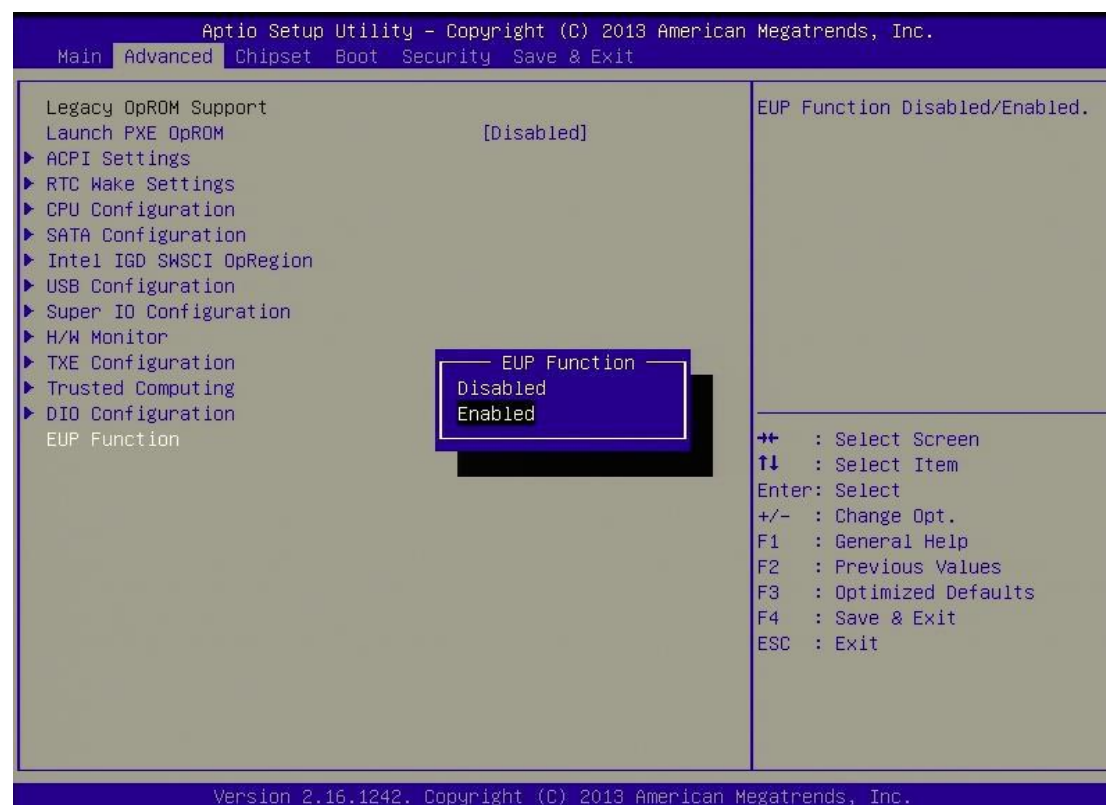 Aptio Setup Utility – Copyright (C) 2013 American Megatrends, Inc.
Main Advanced Chipset Boot Security Save & Exit
Legacy OpROM Support
Launch PXE OpROM [Disabled]
► ACPI Settings
► RTC Wake Settings
► CPU Configuration
► SATA Configuration
► Intel IGD SWSCI OpRegion
► USB Configuration
► Super IO Configuration
► H/W Monitor
► TXE Configuration
► Trusted Computing
► DIO Configuration
EUP Function
EUP Function
Disabled
Enabled
EUP Function Disabled/Enabled.
→← : Select Screen
↑↓ : Select Item
Enter: Select
+/- : Change Opt.
F1 : General Help
F2 : Previous Values
F3 : Optimized Defaults
F4 : Save & Exit
ESC : Exit
Version 2.16.1242. Copyright (C) 2013 American Megatrends, Inc.